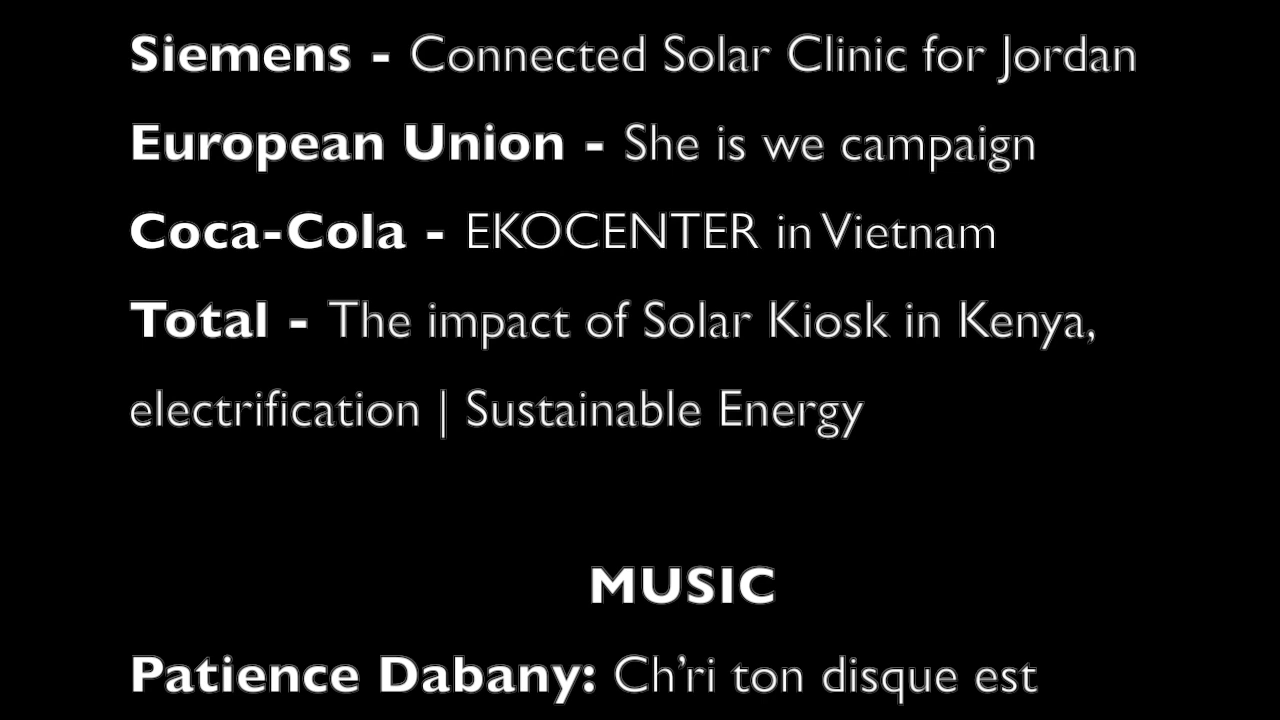 Siemens - Connected Solar Clinic for Jordan
European Union - She is we campaign
Coca-Cola - EKOCENTER in Vietnam
Total - The impact of Solar Kiosk in Kenya,
electrification | Sustainable Energy
MUSIC
Patience Dabany: Ch’ri ton disque est